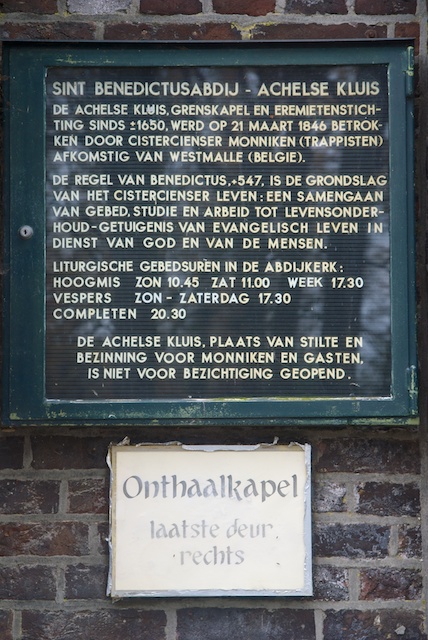 SINT BENEDICTUSABDIJ - ACHELSE KLUIS
DE ACHELSE KLUIS, GRENSKAPEL EN EREMIETENSTICH-
TING SINDS ±1650, WERD OP 21 MAART 1846 BETROK-
KEN DOOR CISTERCIENSER MONNIKEN (TRAPPISTEN)
AFKOMSTIG VAN WESTMALLE (BELGIE).
DE REGEL VAN BENEDICTUS, +547, IS DE GRONDSLAG
VAN HET CISTERCIENSER LEVEN: EEN SAMENGAAN
VAN GEBED, STUDIE EN ARBEID TOT LEVENSONDER-
HOUD-GETUIGENIS VAN EVANGELISCH LEVEN IN
DIENST VAN GOD EN VAN DE MENSEN.
LITURGISCHE GEBEDSUREN IN DE ABDIJKERK:
HOOGMIS ZON 10.45 ZAT 11.00 WEEK 17.30
VESPERS ZON - ZATERDAG 17.30
COMPLETEN 20.30
DE ACHELSE KLUIS, PLAATS VAN STILTE EN
BEZINNING VOOR MONNIKEN EN GASTEN,
IS NIET VOOR BEZICHTIGING GEOPEND.
Onthaalkapel
laatste deur
rechts